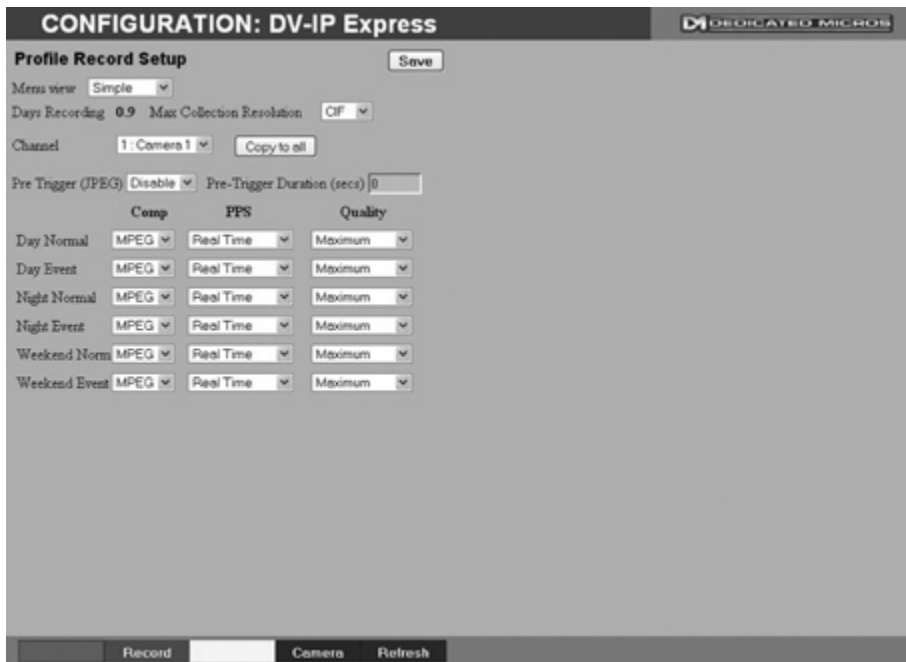 CONFIGURATION: DV-IP Express
DEDICATED MICROS
Profile Record Setup
Save
Menu view Simple
Days Recording 0.9 Max Collection Resolution CIF
Channel 1 : Camera 1 Copy to all
Pre Trigger (JPEG) Disable Pre-Trigger Duration (secs) 0
Comp PPS Quality
Day Normal MPEG Real Time Maximum
Day Event MPEG Real Time Maximum
Night Normal MPEG Real Time Maximum
Night Event MPEG Real Time Maximum
Weekend Norm MPEG Real Time Maximum
Weekend Event MPEG Real Time Maximum
Record Camera Refresh